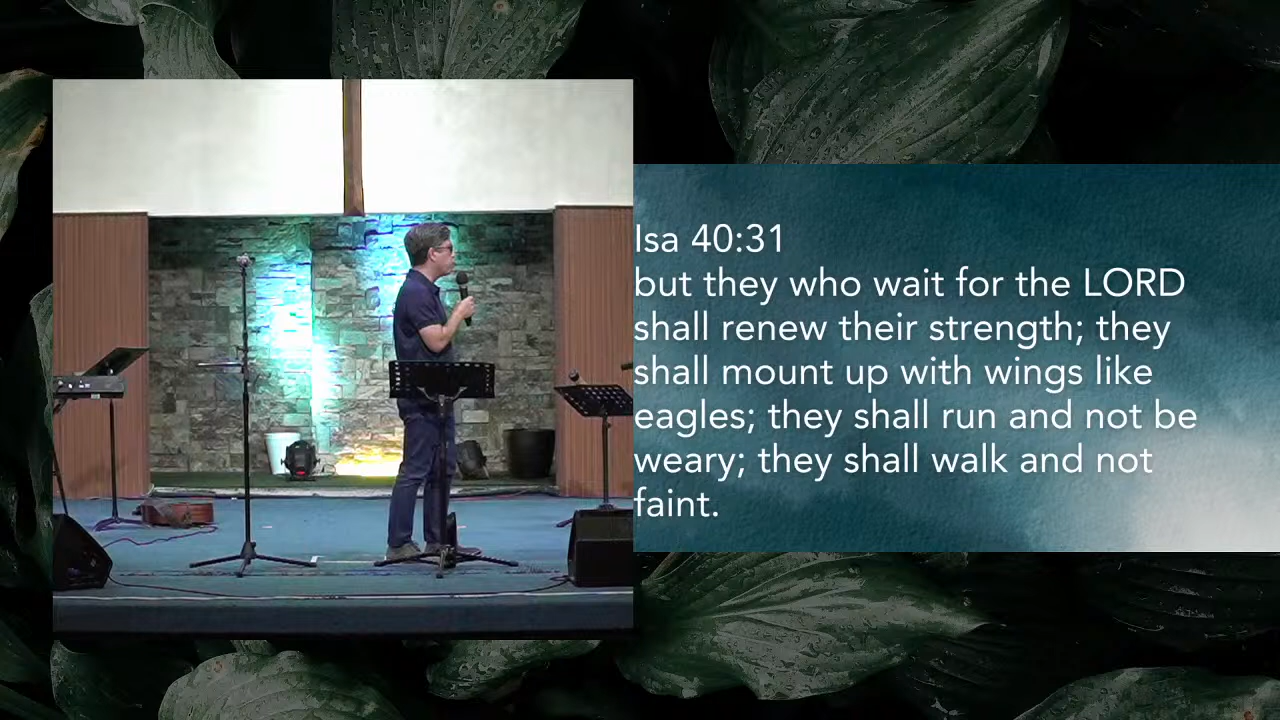 Isa 40:31
but they who wait for the LORD
shall renew their strength; they
shall mount up with wings like
eagles; they shall run and not be
weary; they shall walk and not
faint.